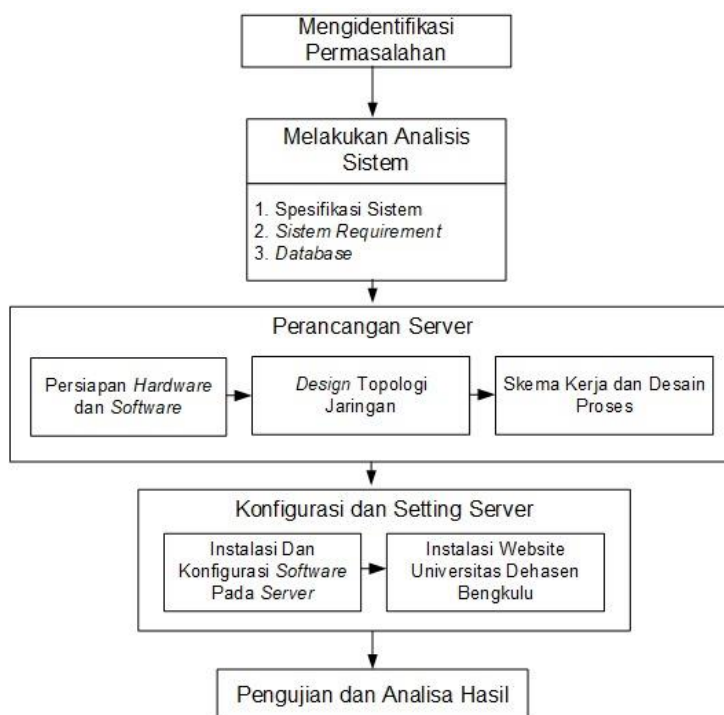 Mengidentifikasi
Permasalahan
Melakukan Analisis
Sistem
1. Spesifikasi Sistem
2. Sistem Requirement
3. Database
Perancangan Server
Persiapan Hardware
dan Software
Design Topologi
Jaringan
Skema Kerja dan Desain
Proses
Konfigurasi dan Setting Server
Instalasi Dan
Konfigurasi Software
Pada Server
Instalasi Website
Universitas Dehasen
Bengkulu
Pengujian dan Analisa Hasil